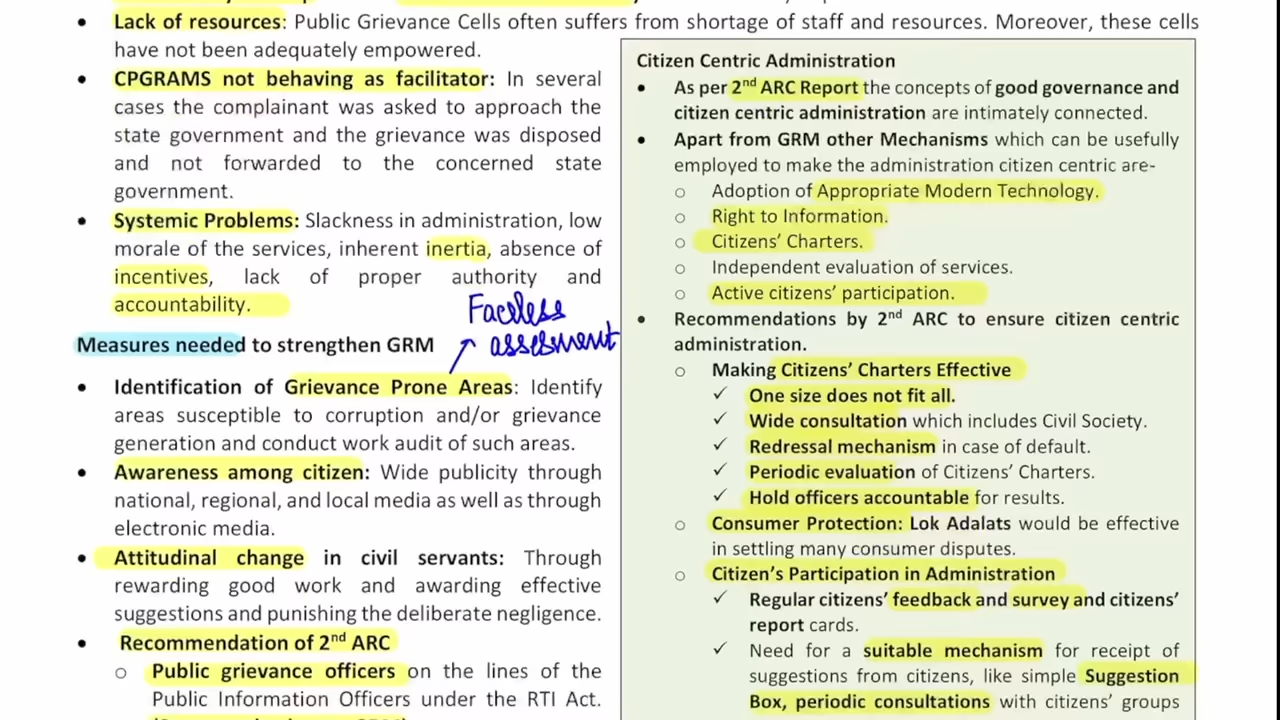 • Lack of resources: Public Grievance Cells often suffers from shortage of staff and resources. Moreover, these cells
have not been adequately empowered.
• CPGRAMS not behaving as facilitator: In several
cases the complainant was asked to approach the
state government and the grievance was disposed
and not forwarded to the concerned state
government.
• Systemic Problems: Slackness in administration, low
morale of the services, inherent inertia, absence of
incentives, lack of proper authority and
accountability.
Faceless
assessment
Measures needed to strengthen GRM
• Identification of Grievance Prone Areas: Identify
areas susceptible to corruption and/or grievance
generation and conduct work audit of such areas.
• Awareness among citizen: Wide publicity through
national, regional, and local media as well as through
electronic media.
• Attitudinal change in civil servants: Through
rewarding good work and awarding effective
suggestions and punishing the deliberate negligence.
• Recommendation of 2nd ARC
o Public grievance officers on the lines of the
Public Information Officers under the RTI Act.
Citizen Centric Administration
• As per 2nd ARC Report the concepts of good governance and
citizen centric administration are intimately connected.
• Apart from GRM other Mechanisms which can be usefully
employed to make the administration citizen centric are-
o Adoption of Appropriate Modern Technology.
o Right to Information.
o Citizens’ Charters.
o Independent evaluation of services.
o Active citizens’ participation.
• Recommendations by 2nd ARC to ensure citizen centric
administration.
o Making Citizens’ Charters Effective
✓ One size does not fit all.
✓ Wide consultation which includes Civil Society.
✓ Redressal mechanism in case of default.
✓ Periodic evaluation of Citizens’ Charters.
✓ Hold officers accountable for results.
o Consumer Protection: Lok Adalats would be effective
in settling many consumer disputes.
o Citizen’s Participation in Administration
✓ Regular citizens’ feedback and survey and citizens’
report cards.
✓ Need for a suitable mechanism for receipt of
suggestions from citizens, like simple Suggestion
Box, periodic consultations with citizens’ groups